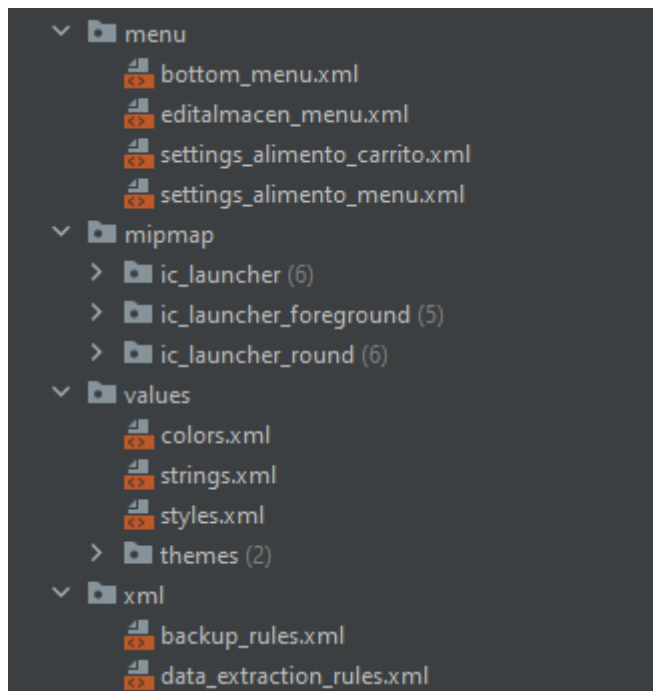 menu
bottom_menu.xml
editalmacen_menu.xml
settings_alimento_carrito.xml
settings_alimento_menu.xml
mipmap
ic_launcher (6)
ic_launcher_foreground (5)
ic_launcher_round (6)
values
colors.xml
strings.xml
styles.xml
themes (2)
xml
backup_rules.xml
data_extraction_rules.xml